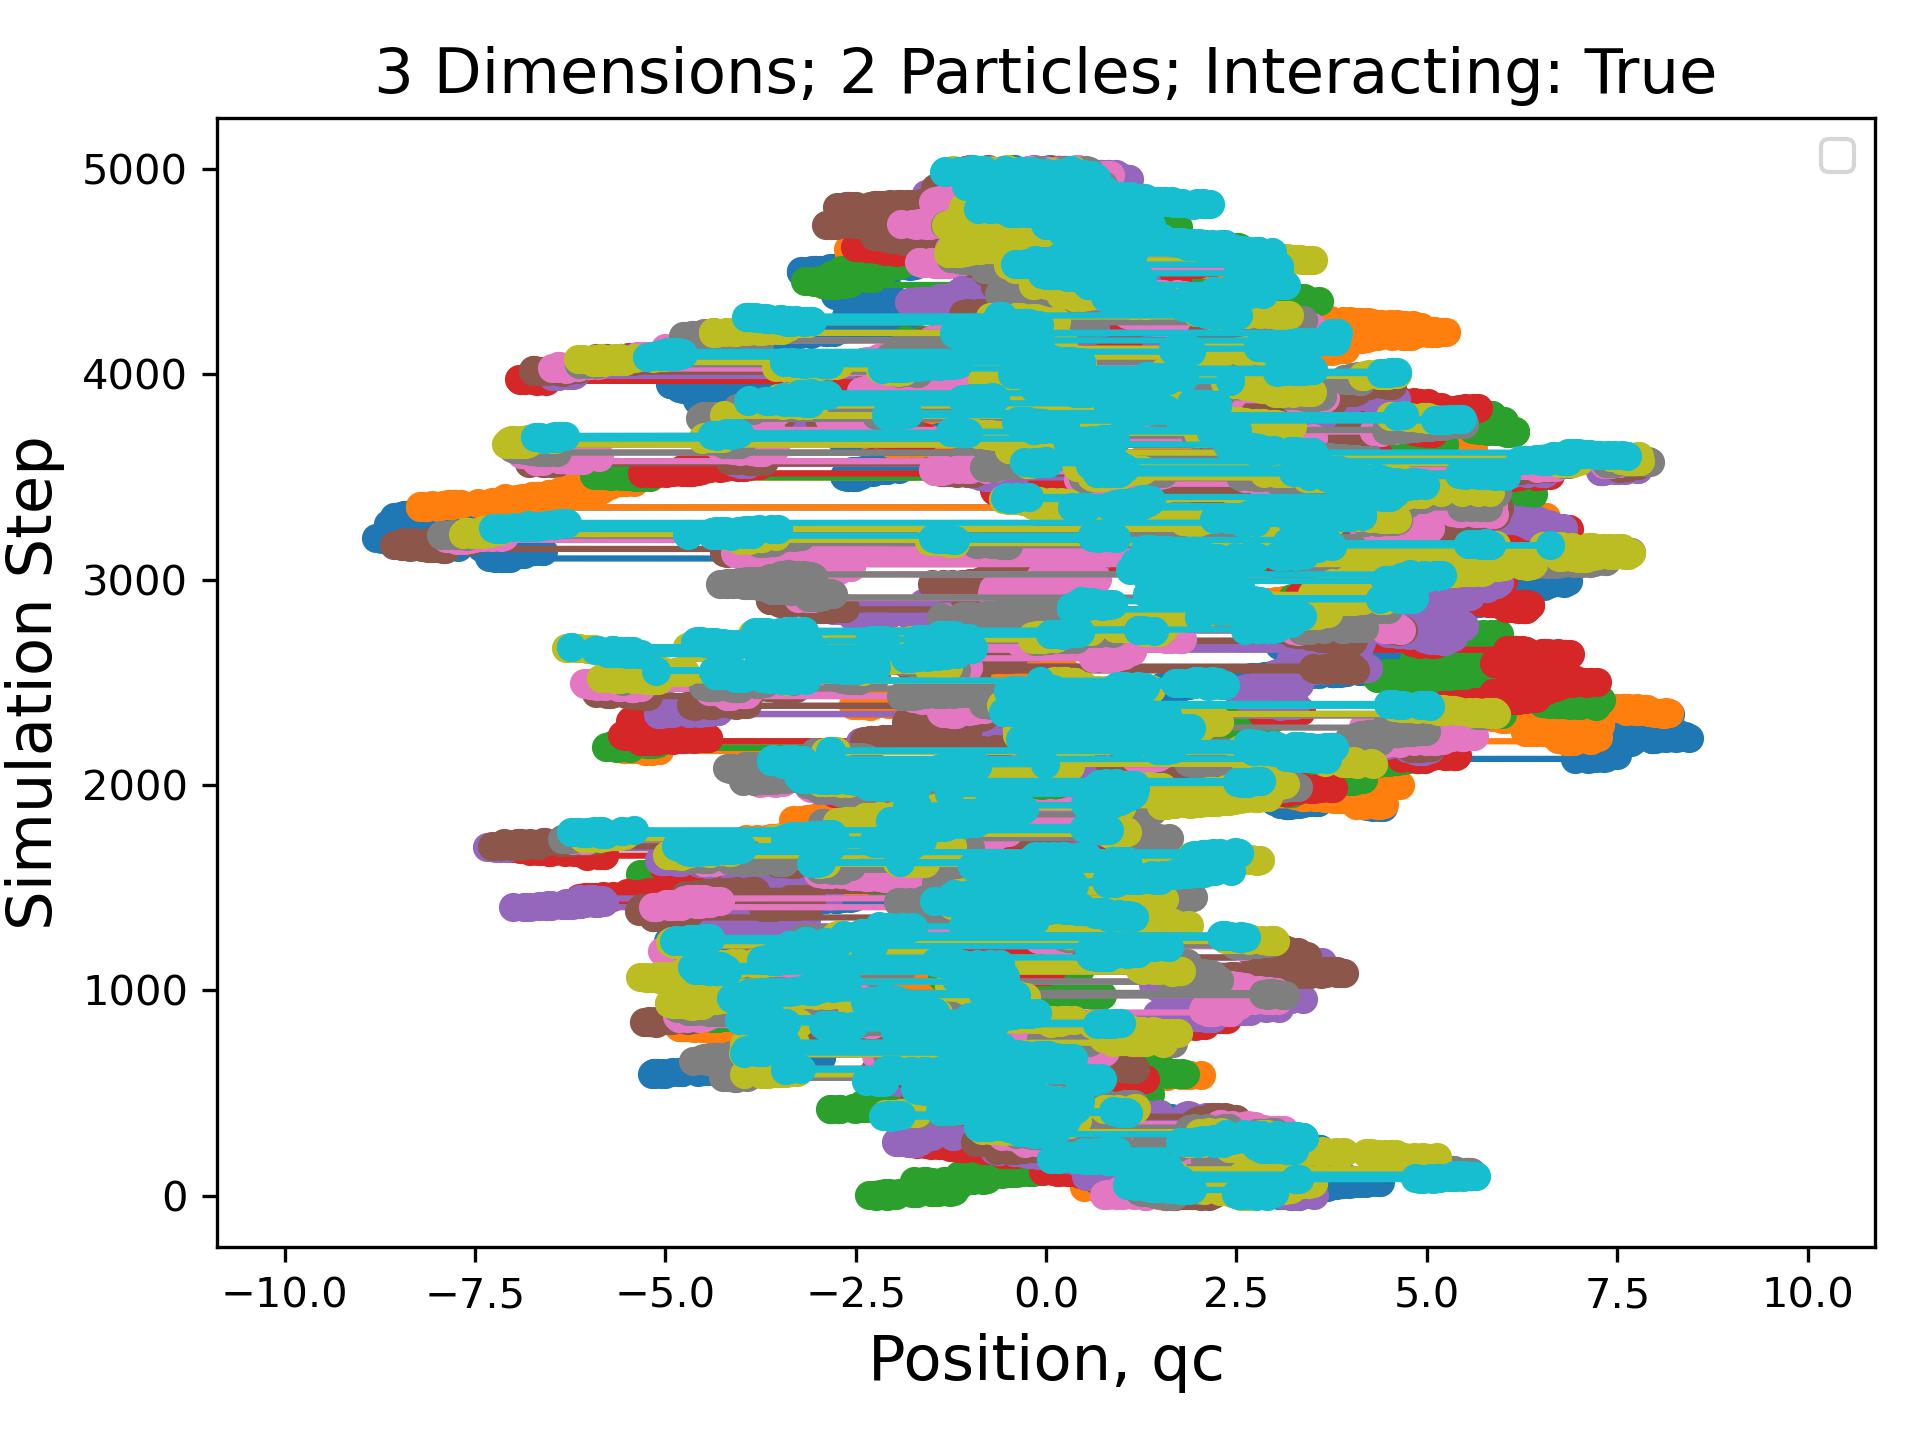 3 Dimensions; 2 Particles; Interacting: True
5000
4000
3000
2000
1000
0
Simulation Step
−10.0 −7.5 −5.0 −2.5 0.0 2.5 5.0 7.5 10.0
Position, qc